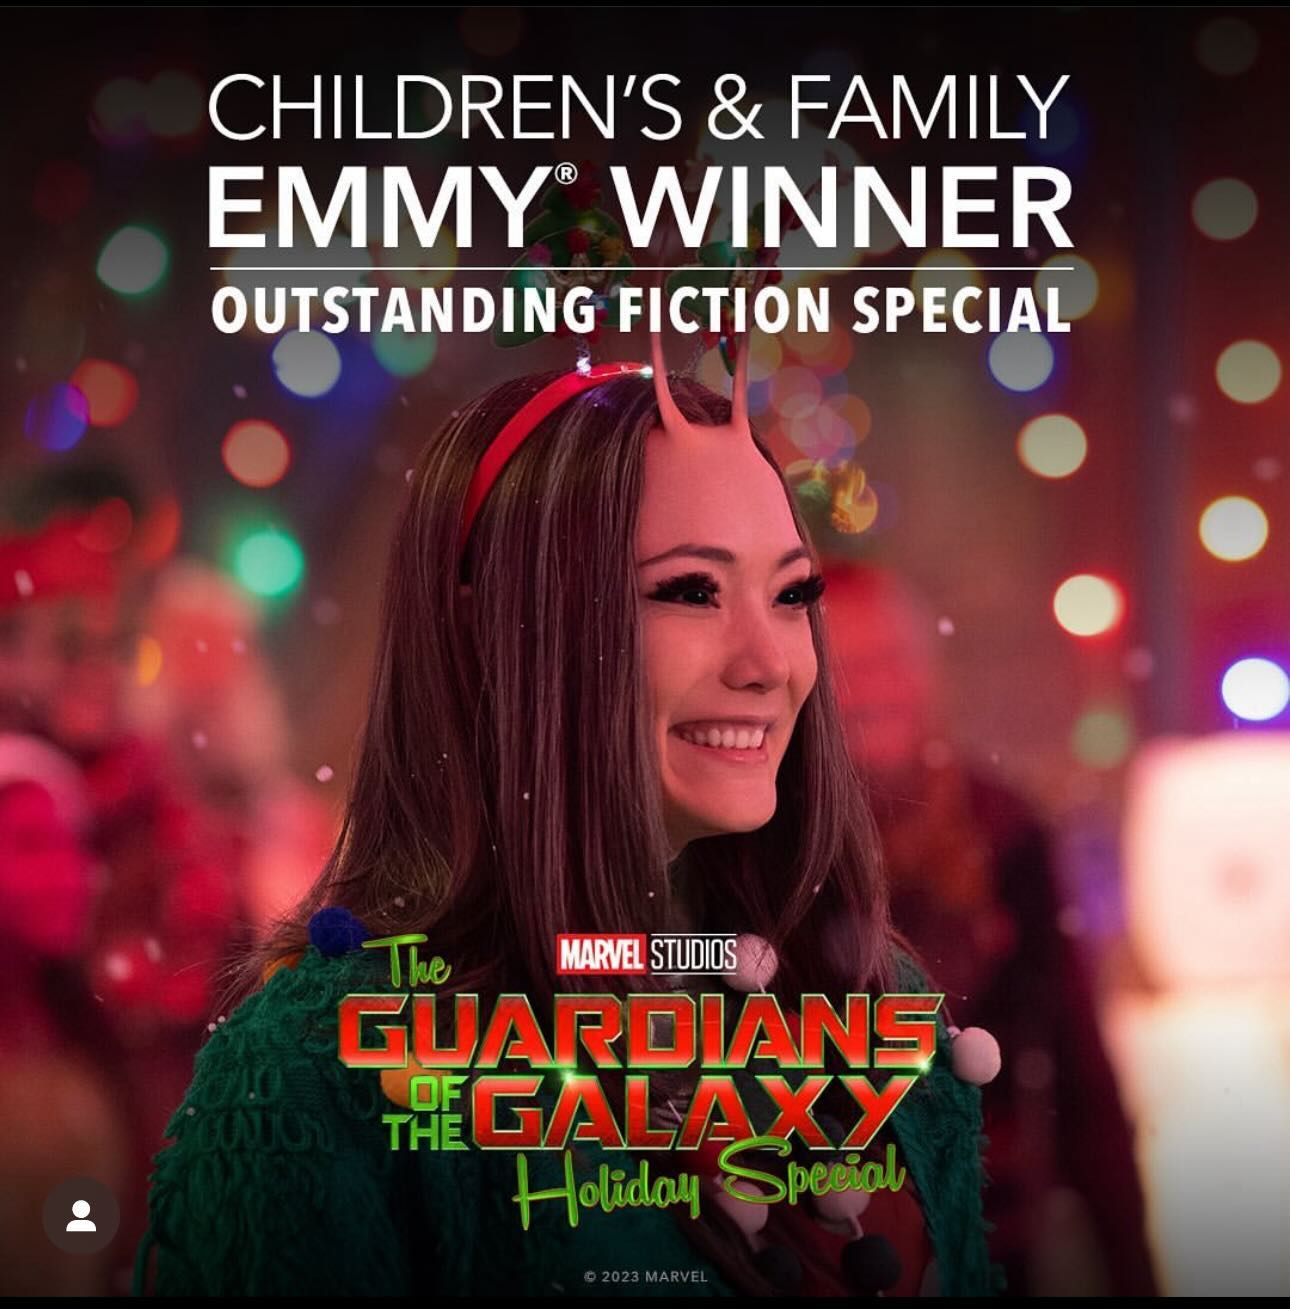 CHILDREN'S & FAMILY
EMMY® WINNER
OUTSTANDING FICTION SPECIAL
MARVEL STUDIOS
The
GUARDIANS
OF THE GALAXY
Holiday Special
© 2023 MARVEL